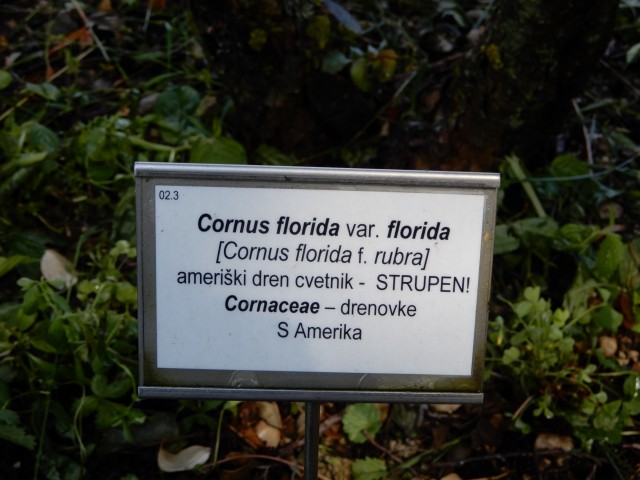 02.3
Cornus florida var. florida
[Cornus florida f. rubra]
ameriški dren cvetnik - STRUPEN!
Cornaceae – drenovke
S Amerika